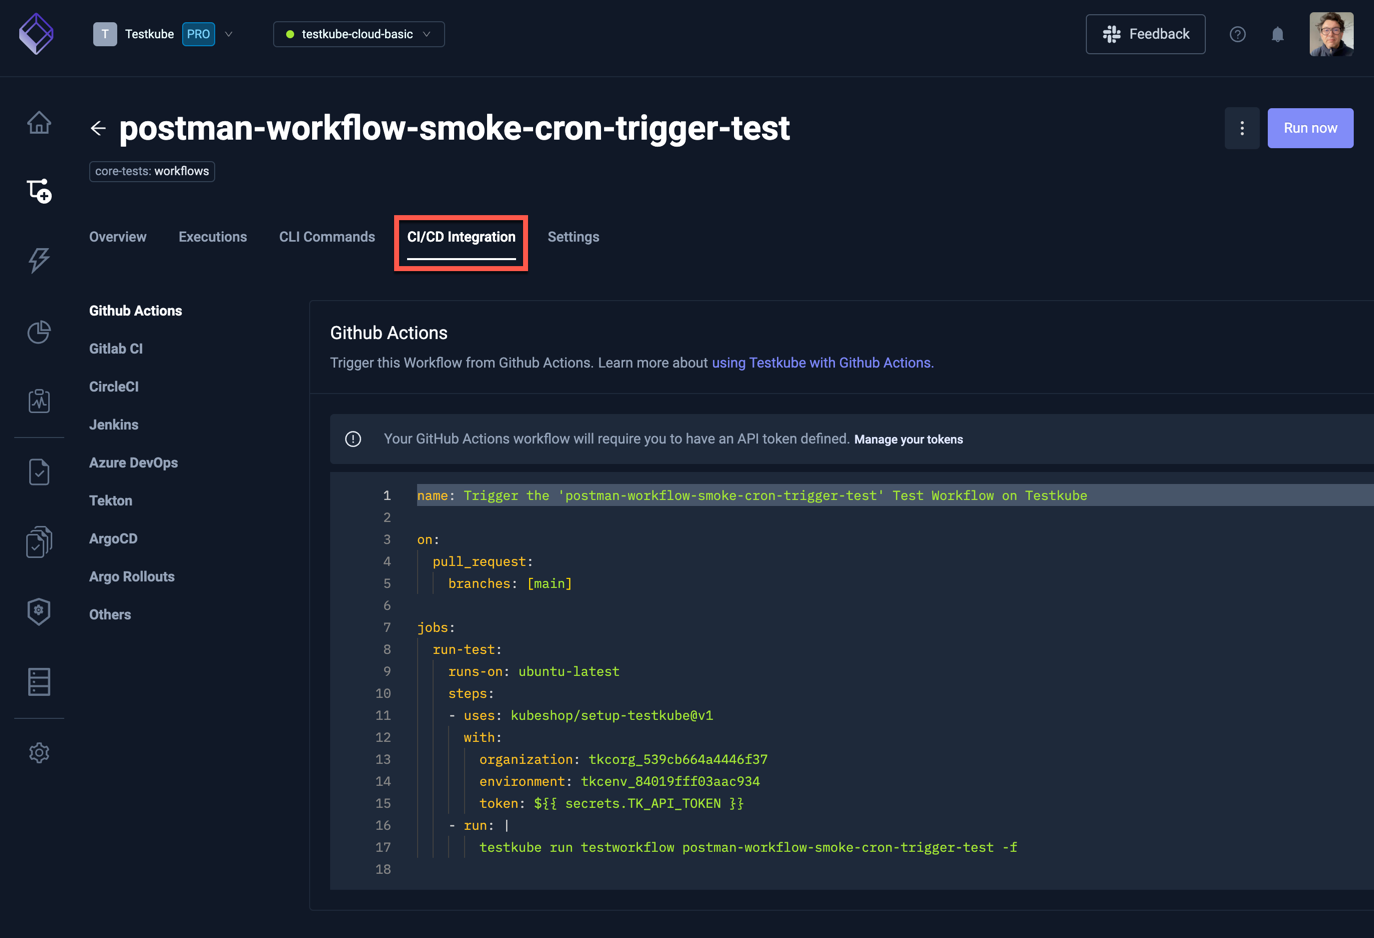 T Testkube PRO testkube-cloud-basic Feedback
postman-workflow-smoke-cron-trigger-test
Run now
core-tests: workflows
Overview Executions CLI Commands CI/CD Integration Settings
Github Actions
Gitlab CI
CircleCI
Jenkins
Azure DevOps
Tekton
ArgoCD
Argo Rollouts
Others
Github Actions
Trigger this Workflow from Github Actions. Learn more about using Testkube with Github Actions.
Your GitHub Actions workflow will require you to have an API token defined. Manage your tokens
1 name: Trigger the 'postman-workflow-smoke-cron-trigger-test' Test Workflow on Testkube
2
3 on:
4 pull_request:
5 branches: [main]
6
7 jobs:
8 run-test:
9 runs-on: ubuntu-latest
10 steps:
11 - uses: kubeshop/setup-testkube@v1
12 with:
13 organization: tkcorg_539cb664a4446f37
14 environment: tkcenv_84019fff03aac934
15 token: ${{ secrets.TK_API_TOKEN }}
16 - run: |
17 testkube run testworkflow postman-workflow-smoke-cron-trigger-test -f
18